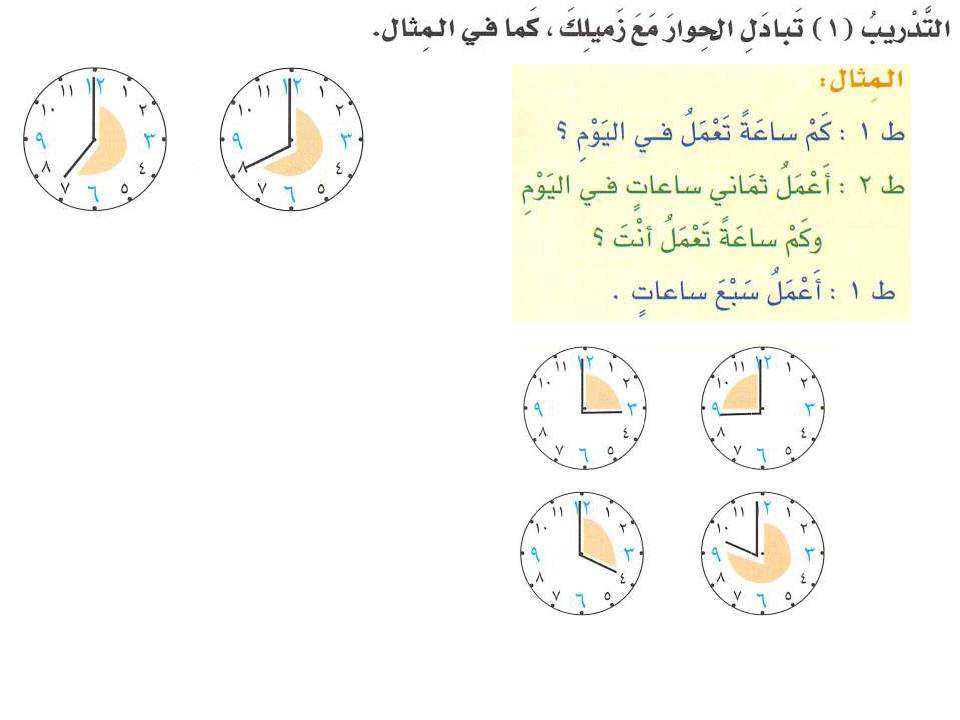 التَّدْريبُ (١) تَبادَلِ الحِوارَ مَعَ زَميلِكَ ، كَما في المِثال.
المِثال:
ط ١ : كَمْ ساعَةً تَعْمَلُ في اليَوْمِ ؟
ط ٢ : أَعْمَلُ ثمَاني ساعاتٍ في اليَوْمِ
وكَمْ ساعَةً تَعْمَلُ أنْتَ ؟
ط ١ : أَعْمَلُ سَبْعَ ساعاتٍ .
١٢ ١ ٢ ٣ ٤ ٥ ٦ ٧ ٨ ٩ ١٠ ١١
١٢ ١ ٢ ٣ ٤ ٥ ٦ ٧ ٨ ٩ ١٠ ١١
١٢ ١ ٢ ٣ ٤ ٥ ٦ ٧ ٨ ٩ ١٠ ١١
١٢ ١ ٢ ٣ ٤ ٥ ٦ ٧ ٨ ٩ ١٠ ١١
١٢ ١ ٢ ٣ ٤ ٥ ٦ ٧ ٨ ٩ ١٠ ١١
١٢ ١ ٢ ٣ ٤ ٥ ٦ ٧ ٨ ٩ ١٠ ١١